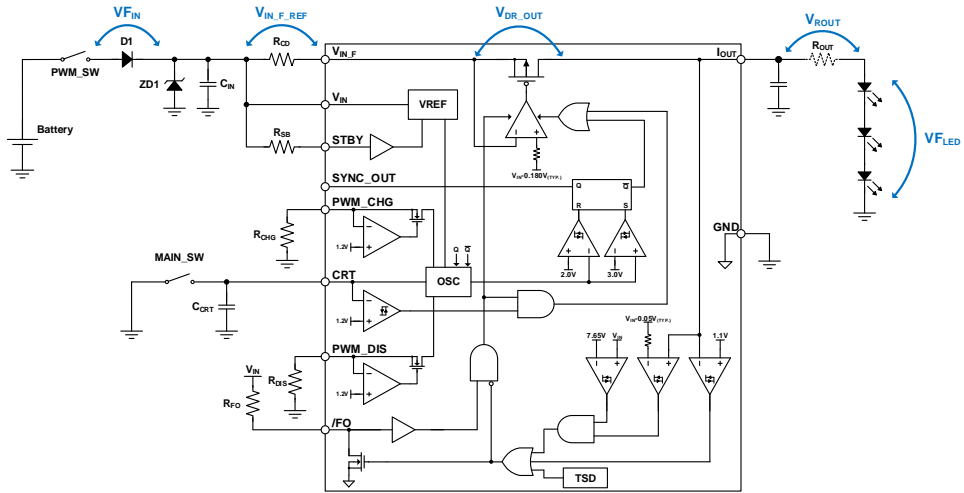 VF_IN
V_IN_F_REF
V_DR_OUT
V_ROUT
D1
R_CD
V_IN_F
I_OUT
R_OUT
PWM_SW
ZD1
C_IN
V_IN
VREF
Battery
R_SB
STBY
VF_LED
V_IN-0.180V(TYP.)
SYNC_OUT
Q
Q̅
PWM_CHG
R
S
R_CHG
1.2V
GND
Q
Q̅
2.0V
3.0V
MAIN_SW
CRT
OSC
C_CRT
1.2V
V_IN-0.05V(TYP.)
7.65V
V_IN
1.1V
PWM_DIS
V_IN
R_DIS
1.2V
R_FO
/FO
TSD